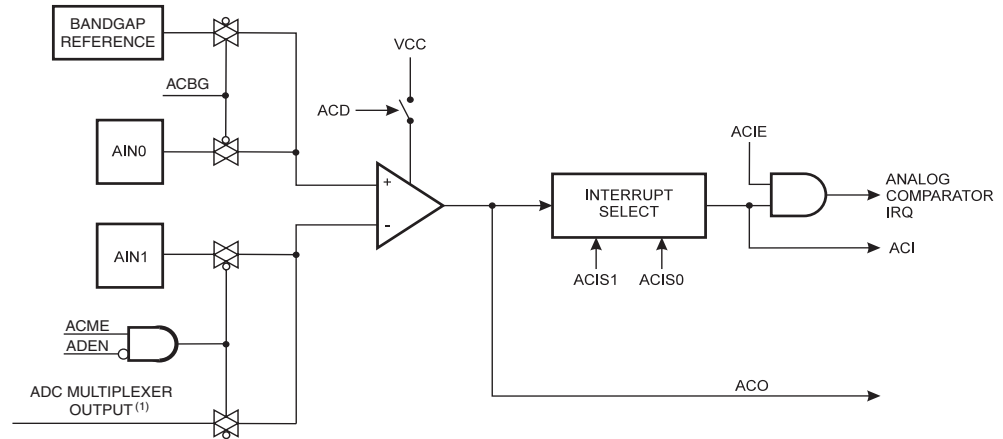 BANDGAP
REFERENCE
ACBG
AIN0
VCC
ACD
+
-
AIN1
ACME
ADEN
ADC MULTIPLEXER
OUTPUT (1)
INTERRUPT
SELECT
ACIS1 ACIS0
ACIE
ANALOG
COMPARATOR
IRQ
ACI
ACO